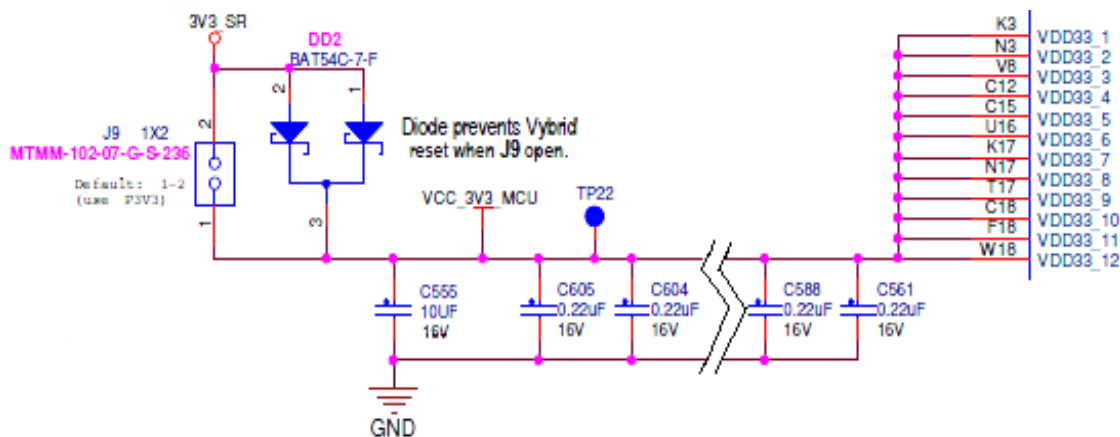 3V3_SR
DD2
BAT54C-7-F
2
1
J9 1X2
2
MTMM-102-07-G-S-236
Default: 1-2
(use P3V3)
1
3
Diode prevents Vybrid
reset when J9 open.
VCC_3V3_MCU
TP22
C555
10UF
16V
C605
0.22uF
16V
C604
0.22uF
16V
C588
0.22uF
16V
C561
0.22uF
16V
GND
K3 VDD33_1
N3 VDD33_2
V8 VDD33_3
C12 VDD33_4
C15 VDD33_5
U16 VDD33_6
K17 VDD33_7
N17 VDD33_8
T17 VDD33_9
C18 VDD33_10
F18 VDD33_11
W18 VDD33_12